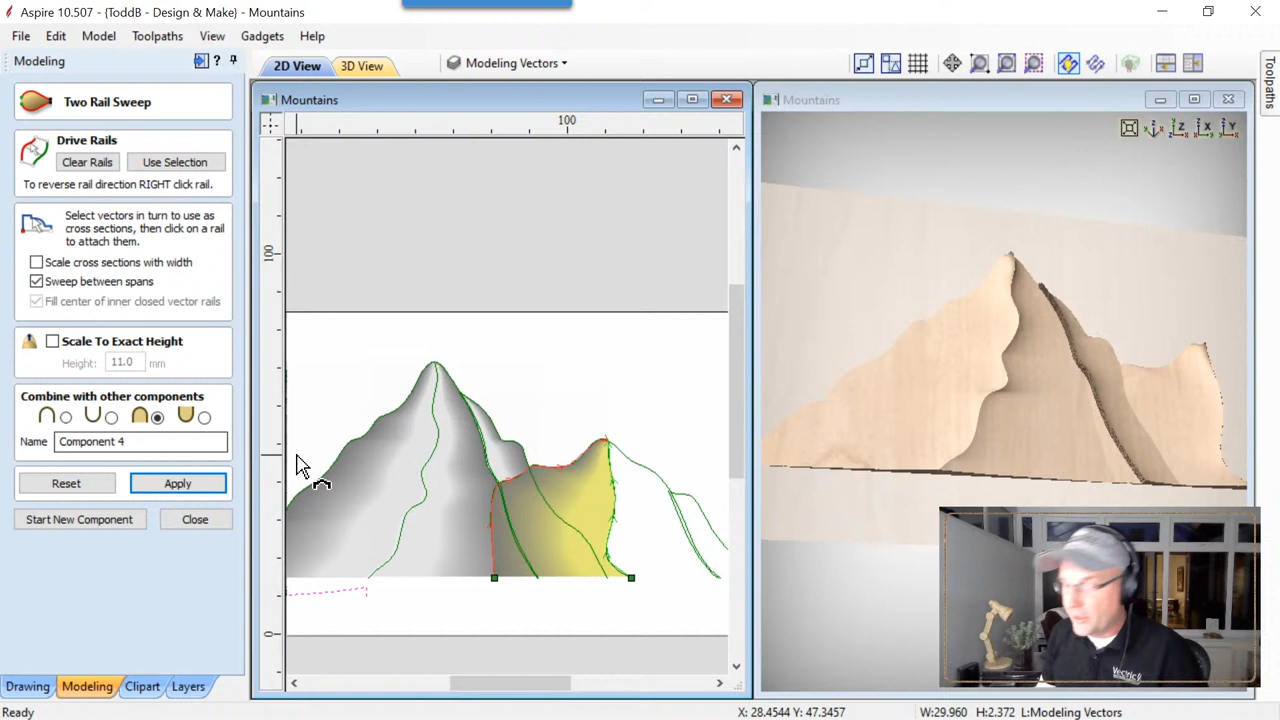 Aspire 10.507 - {ToddB - Design & Make} - Mountains
File Edit Model Toolpaths View Gadgets Help
Modeling ?
2D View 3D View Modeling Vectors
Toolpaths
Two Rail Sweep
Drive Rails
Clear Rails Use Selection
To reverse rail direction RIGHT click rail.
Select vectors in turn to use as
cross sections, then click on a rail
to attach them.
Scale cross sections with width
Sweep between spans
Fill center of inner closed vector rails
Scale To Exact Height
Height: 11.0 mm
Combine with other components
Name Component 4
Reset Apply
Start New Component Close
Drawing Modeling Clipart Layers
Mountains
100
100
0
Mountains
Z X Y
Vectric
Ready X: 28.4544 Y: 47.3457 W:29.960 H:2.372 L:Modeling Vectors